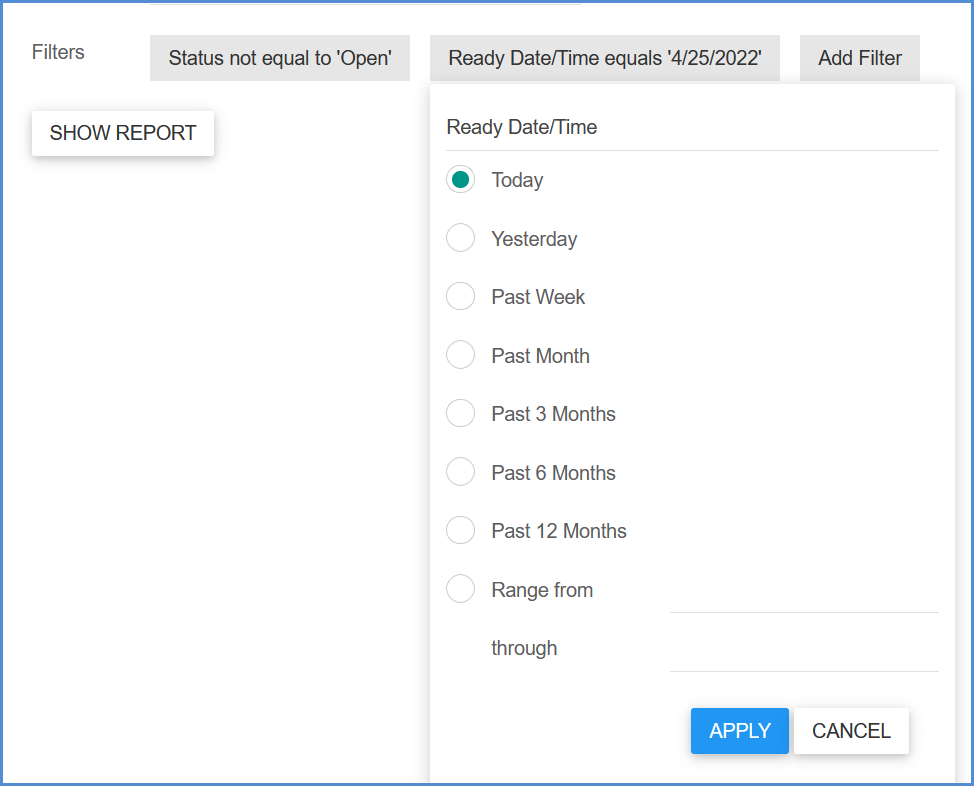 Filters
Status not equal to 'Open'
Ready Date/Time equals '4/25/2022'
Add Filter
SHOW REPORT
Ready Date/Time
Today
Yesterday
Past Week
Past Month
Past 3 Months
Past 6 Months
Past 12 Months
Range from
through
APPLY
CANCEL